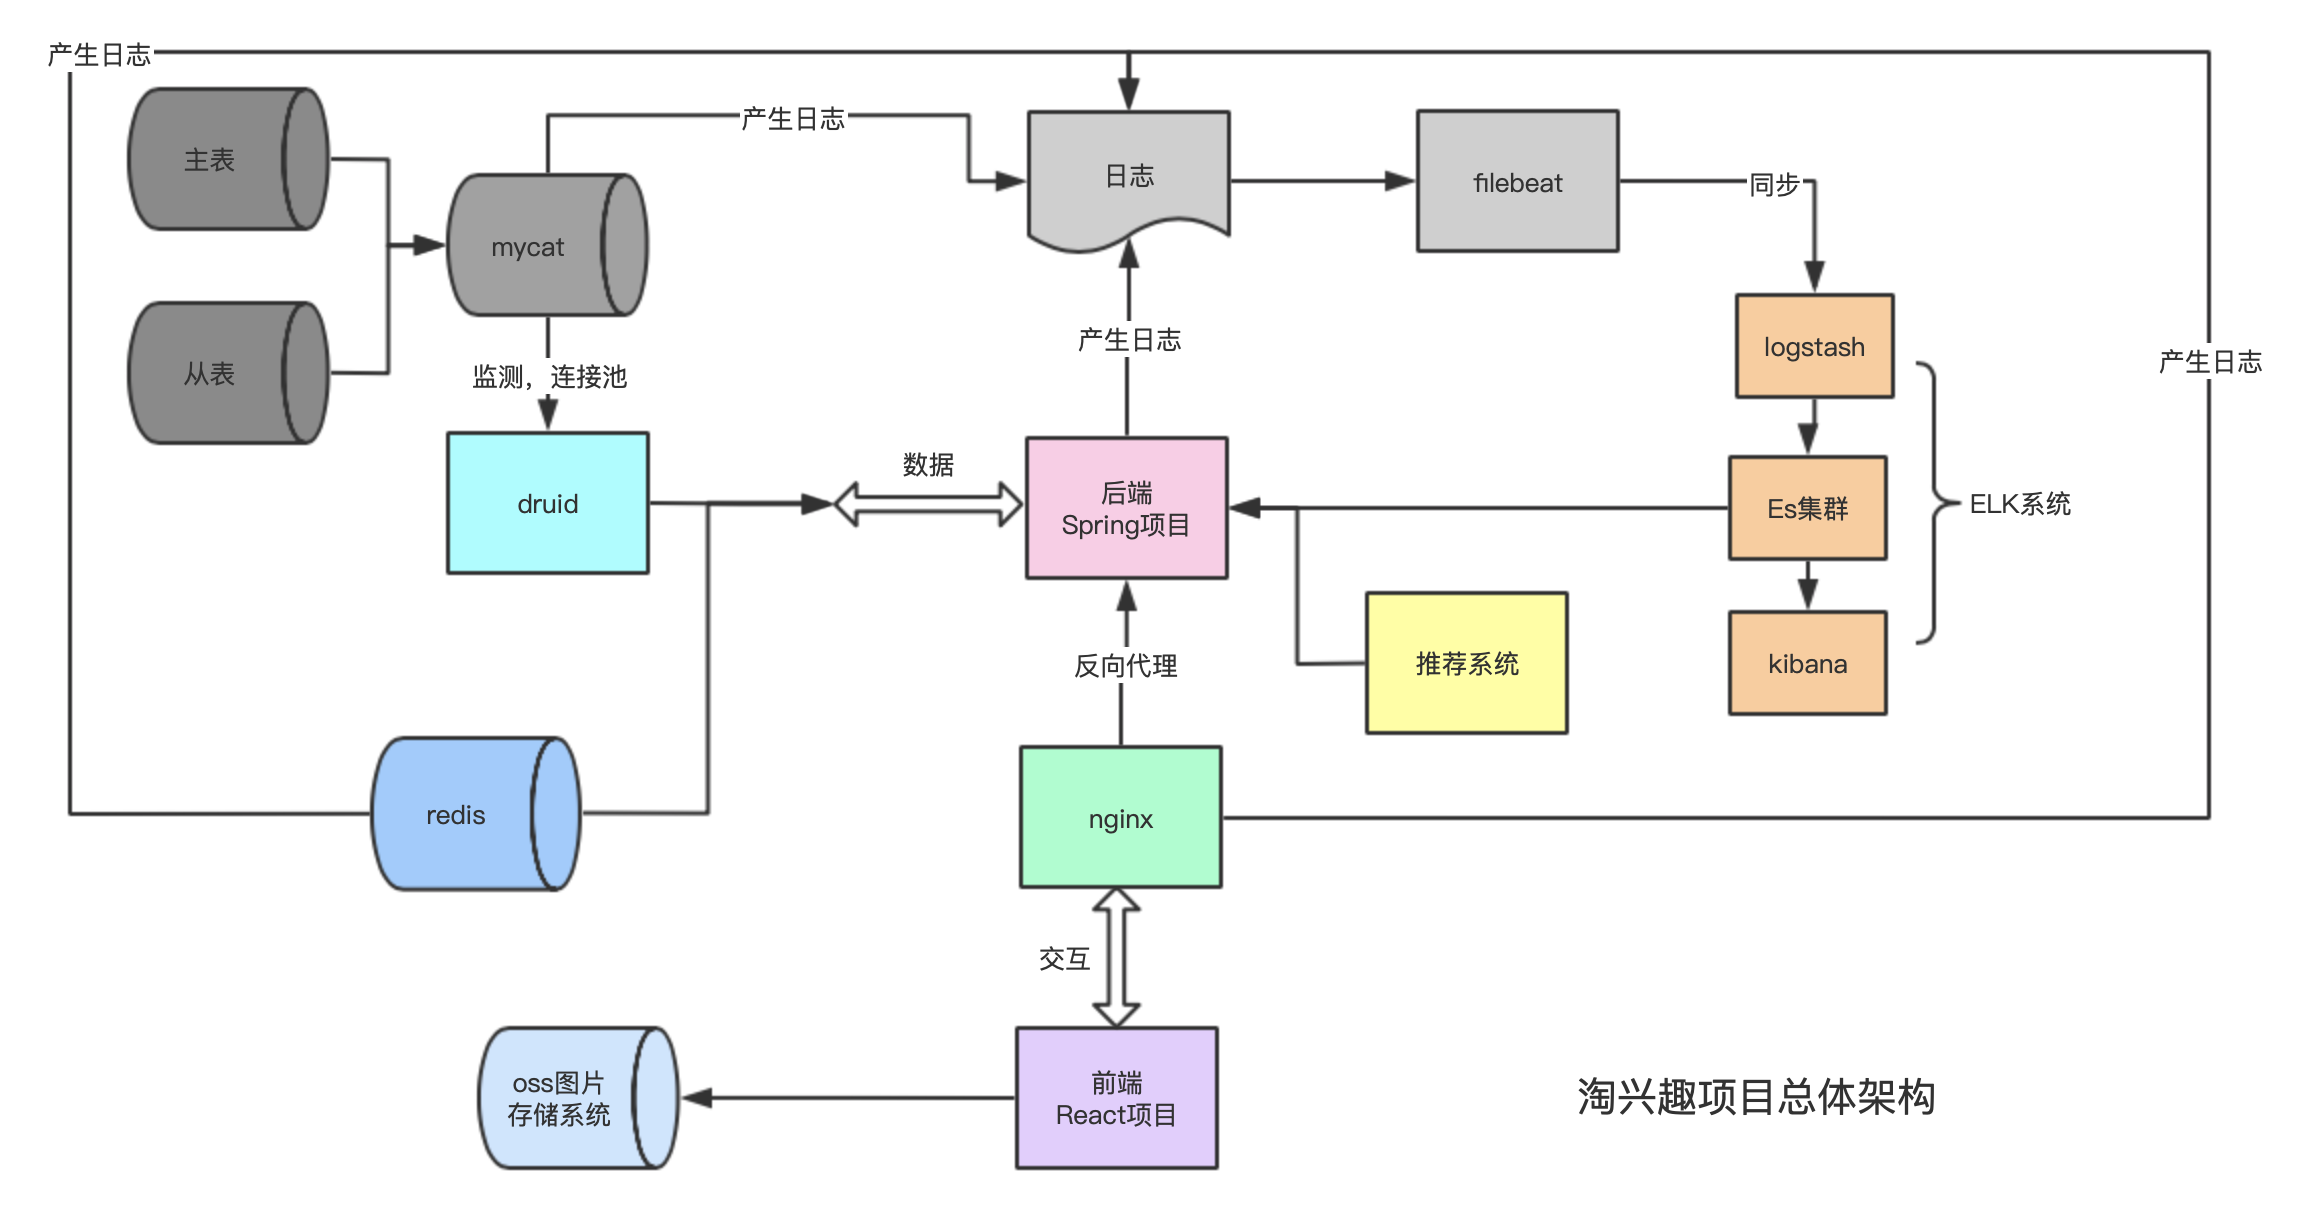 产生日志
主表
产生日志
日志
filebeat
同步
mycat
产生日志
logstash
产生日志
从表
监测，连接池
数据
druid
后端
Spring项目
Es集群
ELK系统
反向代理
推荐系统
kibana
redis
nginx
交互
oss图片
存储系统
前端
React项目
淘兴趣项目总体架构